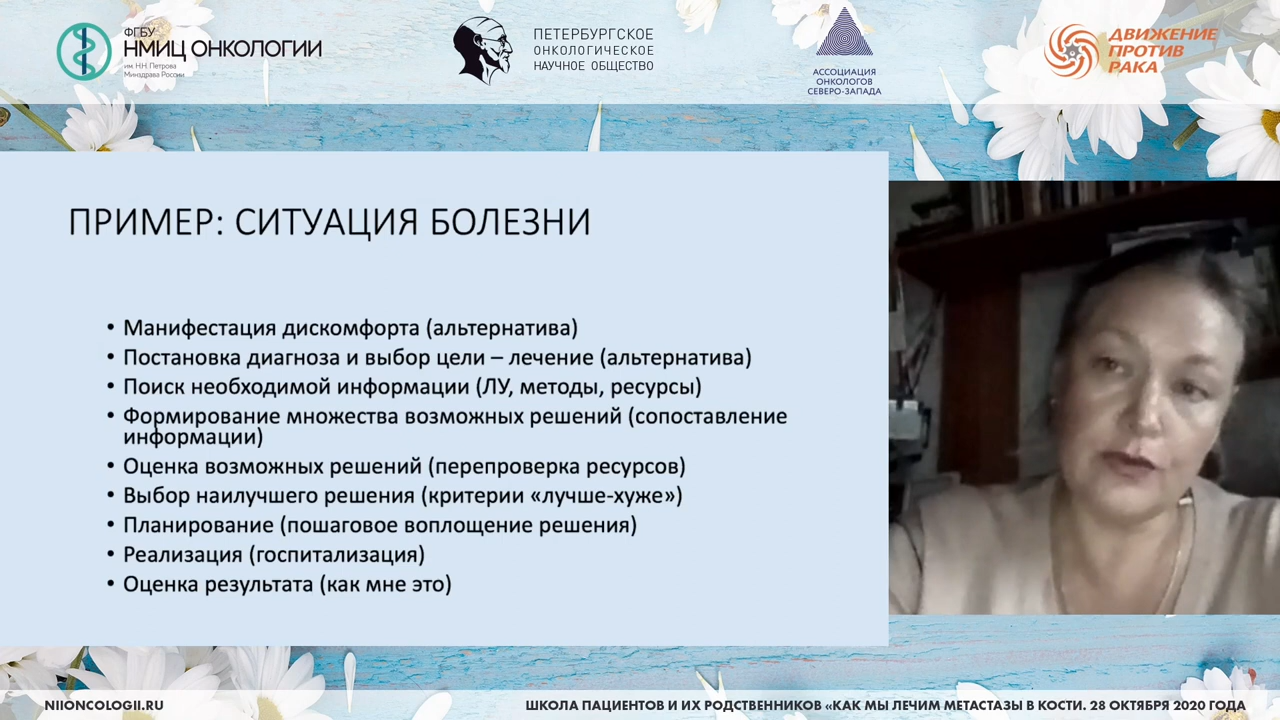 ФГБУ
НМИЦ ОНКОЛОГИИ
им. Н.Н. Петрова
Минздрава России
ПЕТЕРБУРГСКОЕ
ОНКОЛОГИЧЕСКОЕ
НАУЧНОЕ ОБЩЕСТВО
АССОЦИАЦИЯ
ОНКОЛОГОВ
СЕВЕРО-ЗАПАДА
ДВИЖЕНИЕ
ПРОТИВ
РАКА
ПРИМЕР: СИТУАЦИЯ БОЛЕЗНИ
• Манифестация дискомфорта (альтернатива)
• Постановка диагноза и выбор цели – лечение (альтернатива)
• Поиск необходимой информации (ЛУ, методы, ресурсы)
• Формирование множества возможных решений (сопоставление
информации)
• Оценка возможных решений (перепроверка ресурсов)
• Выбор наилучшего решения (критерии «лучше-хуже»)
• Планирование (пошаговое воплощение решения)
• Реализация (госпитализация)
• Оценка результата (как мне это)
NIIONCOLOGII.RU
ШКОЛА ПАЦИЕНТОВ И ИХ РОДСТВЕННИКОВ «КАК МЫ ЛЕЧИМ МЕТАСТАЗЫ В КОСТИ. 28 ОКТЯБРЯ 2020 ГОДА